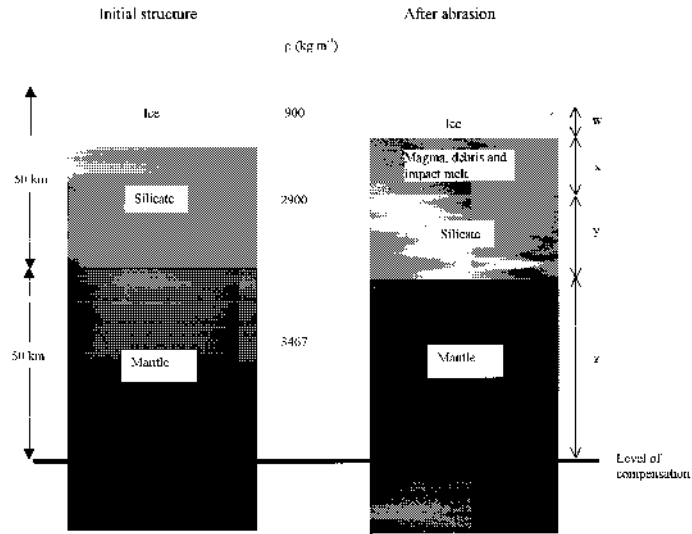 Initial structure
After abrasion
ρ (kg m⁻³)
Ice
900
50 km
Silicate
2900
50 km
Mantle
3467
Ice
w
Magma, debris and
impact melt
x
Silicate
y
Mantle
z
Level of
compensation